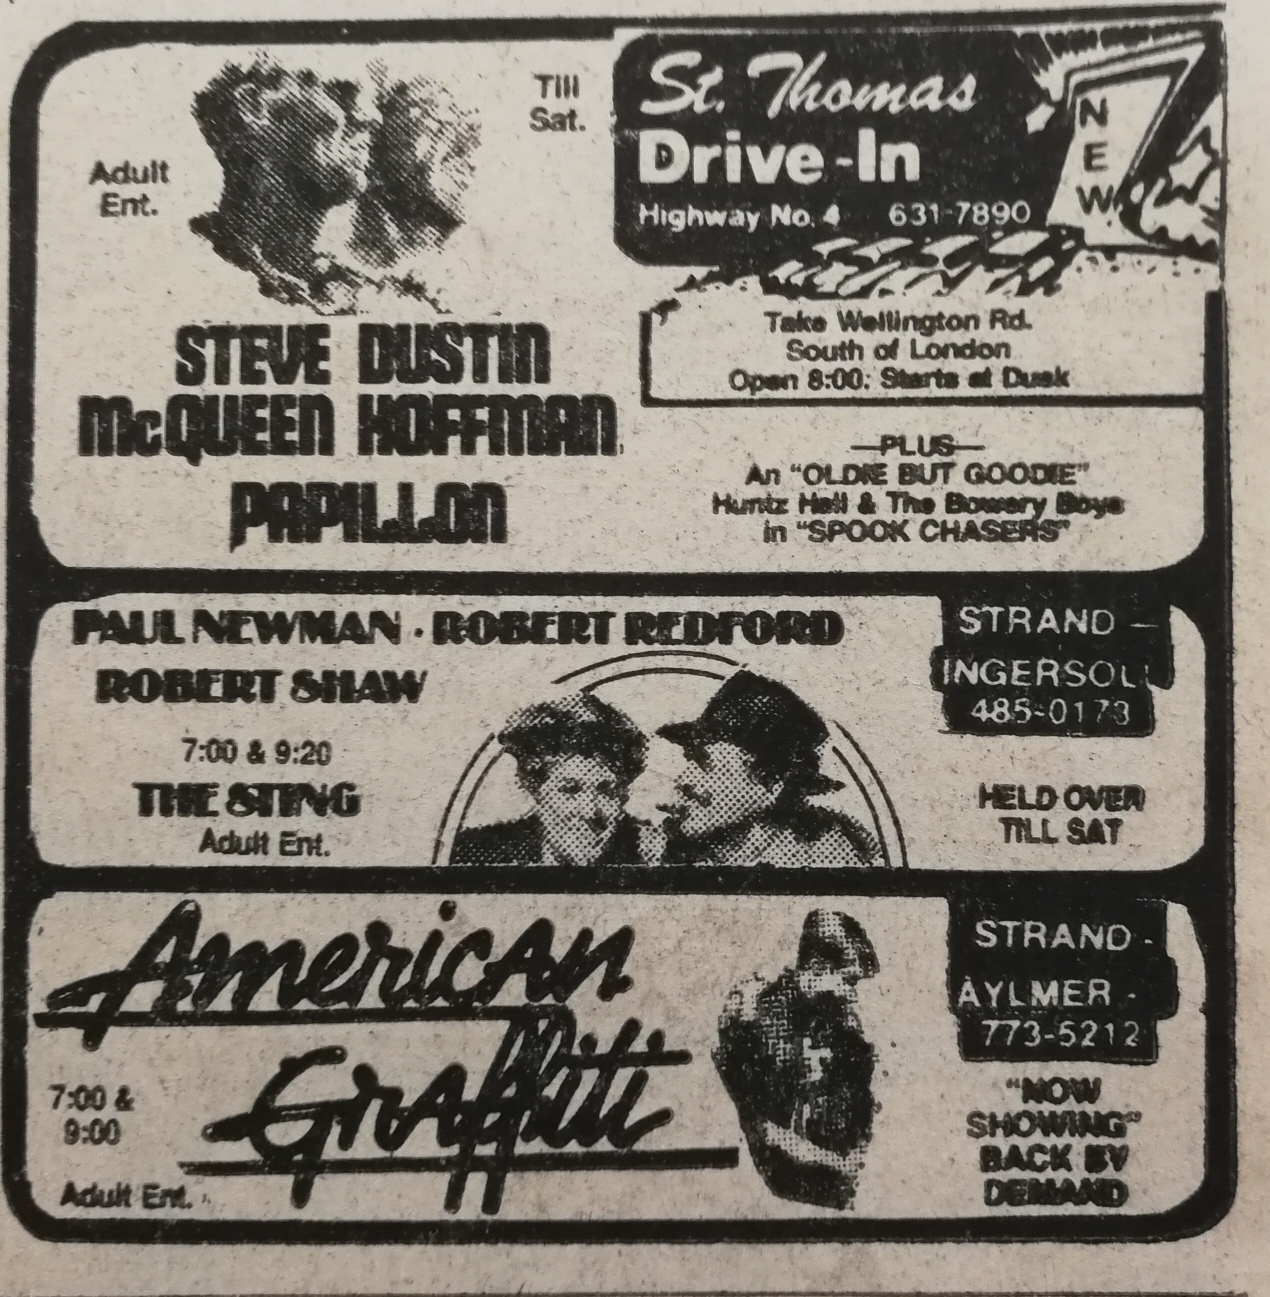 Adult
Ent.
Till
Sat.
STEVE DUSTIN
McQUEEN HOFFMAN
PAPILLON
St. Thomas
Drive-In
Highway No. 4 631-7890
NEW
Take Wellington Rd.
South of London
Open 8:00: Starts at Dusk
—PLUS—
An "OLDIE BUT GOODIE"
Huntz Hall & The Bowery Boys
in "SPOOK CHASERS"
PAUL NEWMAN · ROBERT REDFORD
ROBERT SHAW
7:00 & 9:20
THE STING
Adult Ent.
STRAND —
INGERSOLL
485-0173
HELD OVER
TILL SAT
American
Graffiti
7:00 &
9:00
Adult Ent.
STRAND -
AYLMER -
773-5212
"NOW
SHOWING"
BACK BY
DEMAND